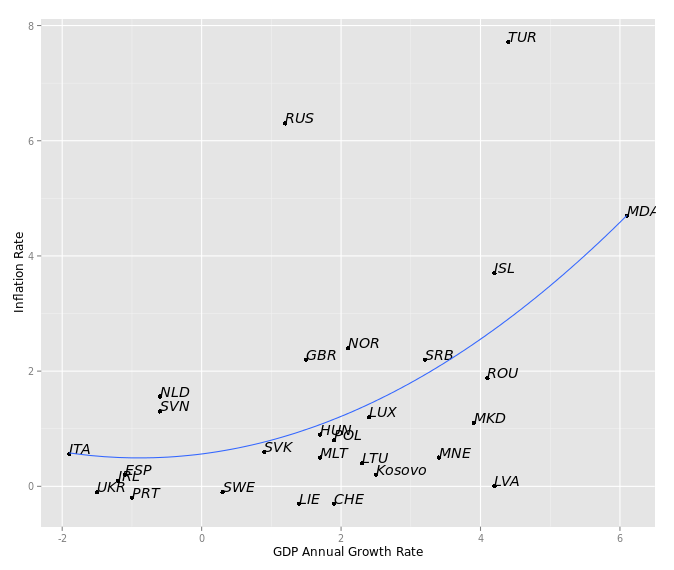 8
TUR
RUS
6
MDA
4
ISL
NOR
GBR
SRB
2
ROU
NLD
SVN
LUX
MKD
HUN
POL
ITA
SVK
MLT
MNE
LTU
ESP
Kosovo
IRL
0
UKR
PRT
SWE
LVA
LIE
CHE
-2
0
2
4
6
GDP Annual Growth Rate
Inflation Rate